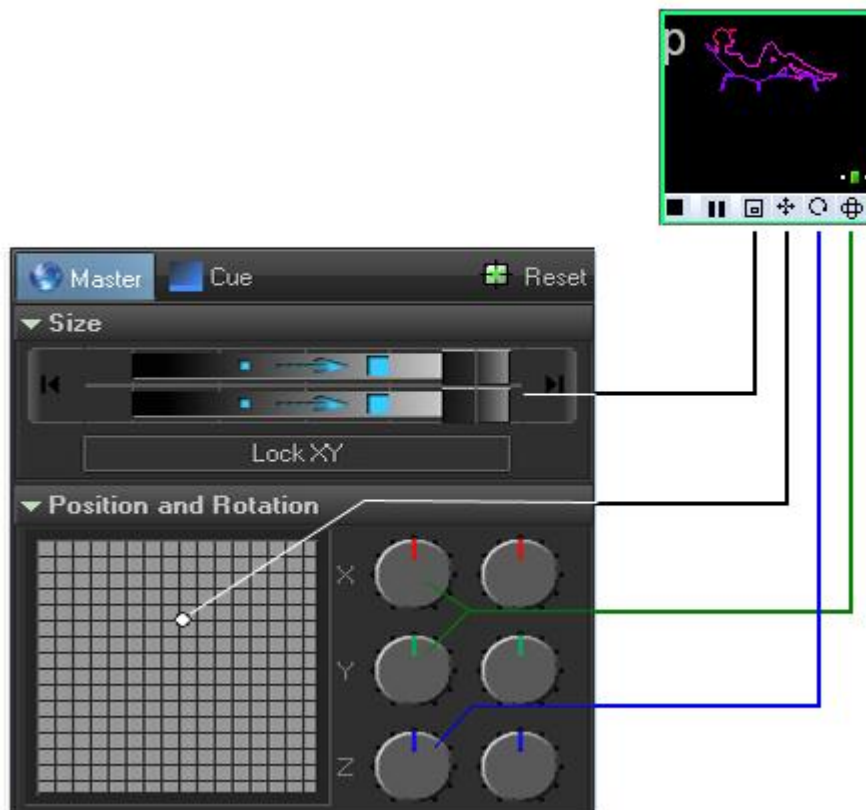 p
Master Cue Reset
Size
Lock XY
Position and Rotation
X
Y
Z